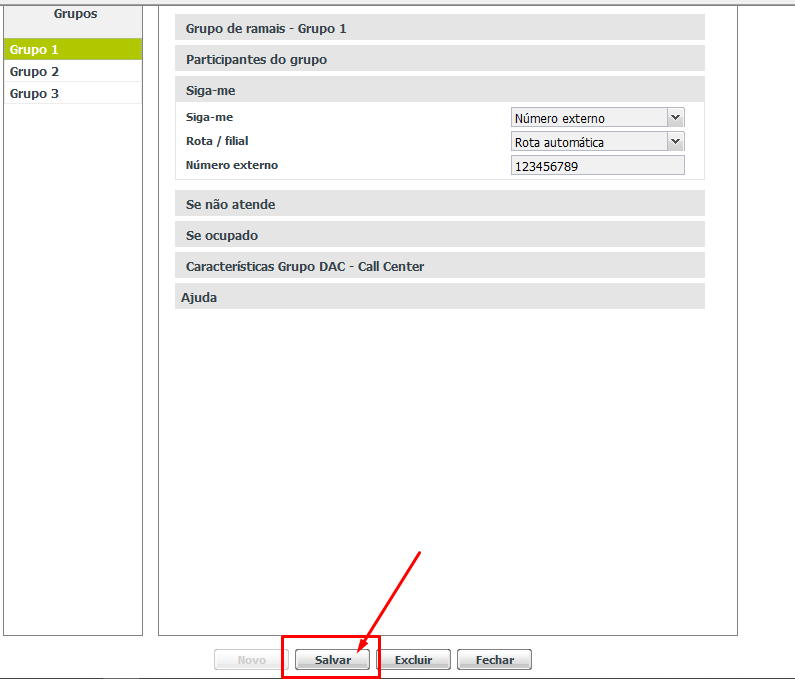 Grupos
Grupo 1
Grupo 2
Grupo 3
Grupo de ramais - Grupo 1
Participantes do grupo
Siga-me
Siga-me Número externo
Rota / filial Rota automática
Número externo 123456789
Se não atende
Se ocupado
Características Grupo DAC - Call Center
Ajuda
Novo Salvar Excluir Fechar